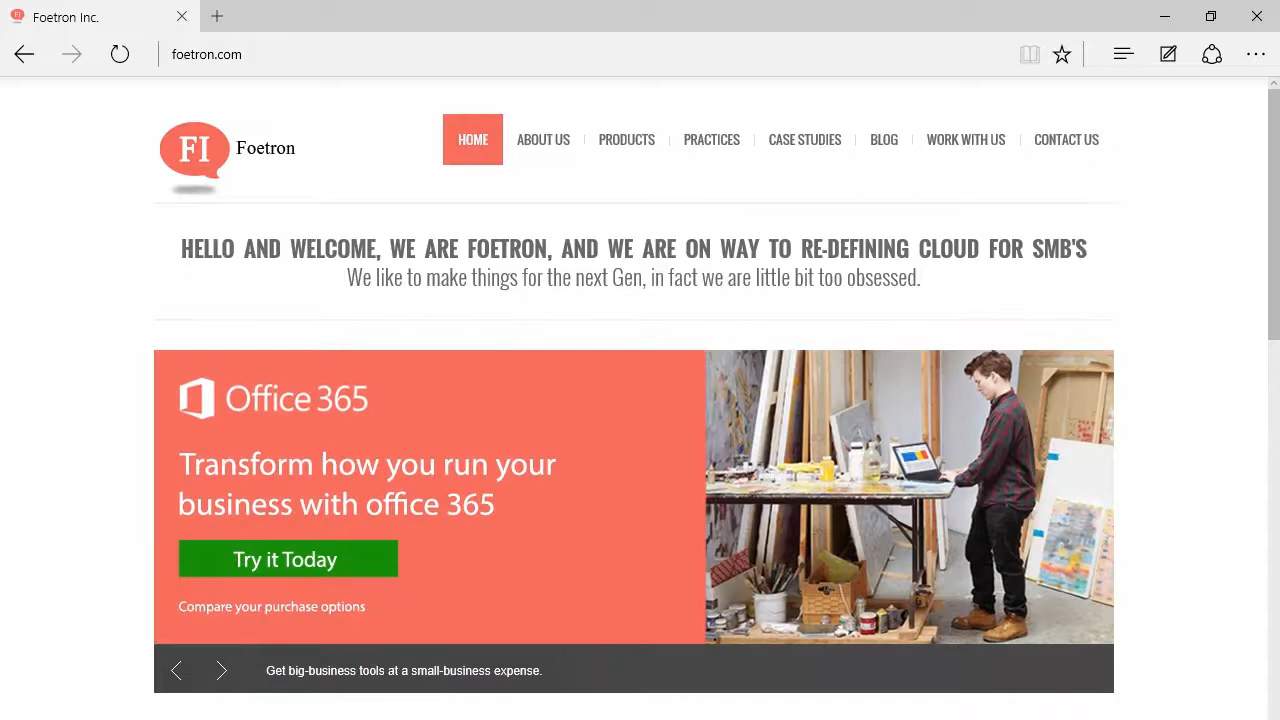 Foetron Inc.
foetron.com
FI Foetron
HOME ABOUT US PRODUCTS PRACTICES CASE STUDIES BLOG WORK WITH US CONTACT US
HELLO AND WELCOME, WE ARE FOETRON, AND WE ARE ON WAY TO RE-DEFINING CLOUD FOR SMB'S
We like to make things for the next Gen, in fact we are little bit too obsessed.
Office 365
Transform how you run your
business with office 365
Try it Today
Compare your purchase options
Get big-business tools at a small-business expense.